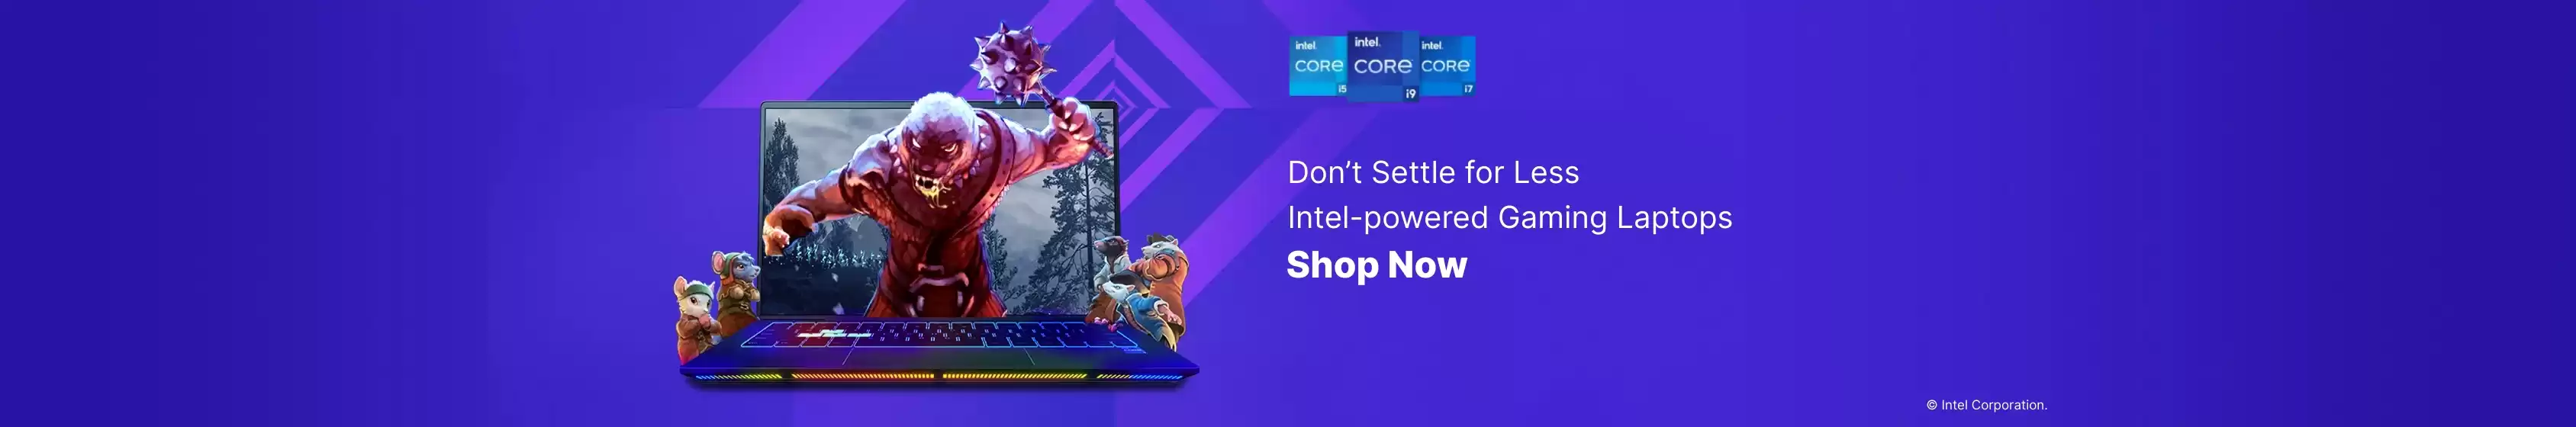 intel. intel. intel.
CORE CORE CORE
i5 i9 i7
Don’t Settle for Less
Intel-powered Gaming Laptops
Shop Now
© Intel Corporation.